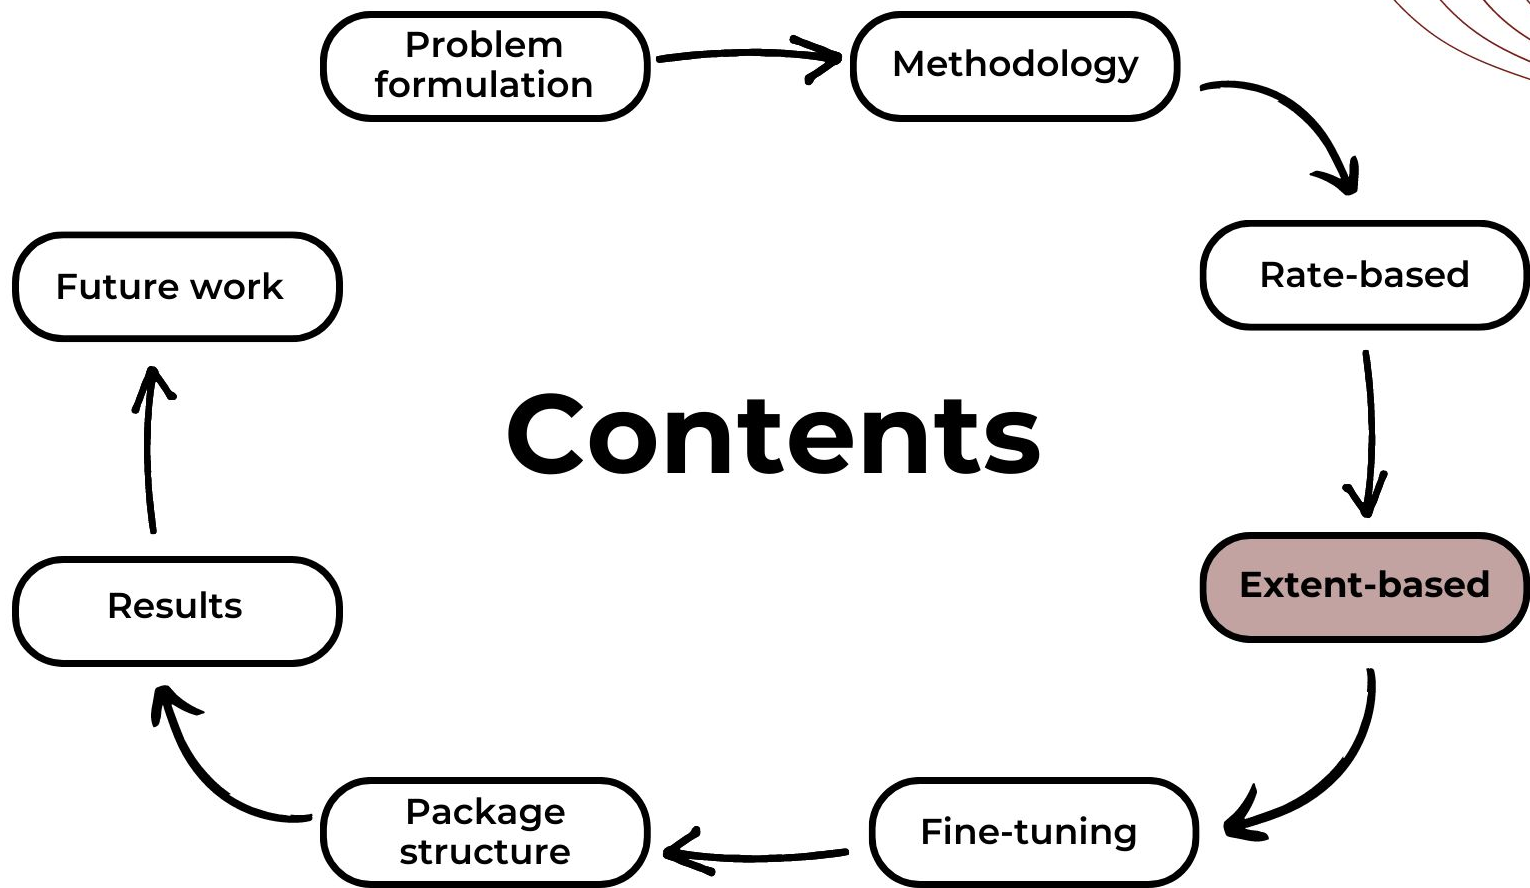 Problem
formulation
Methodology
Rate-based
Extent-based
Fine-tuning
Package
structure
Results
Future work
Contents